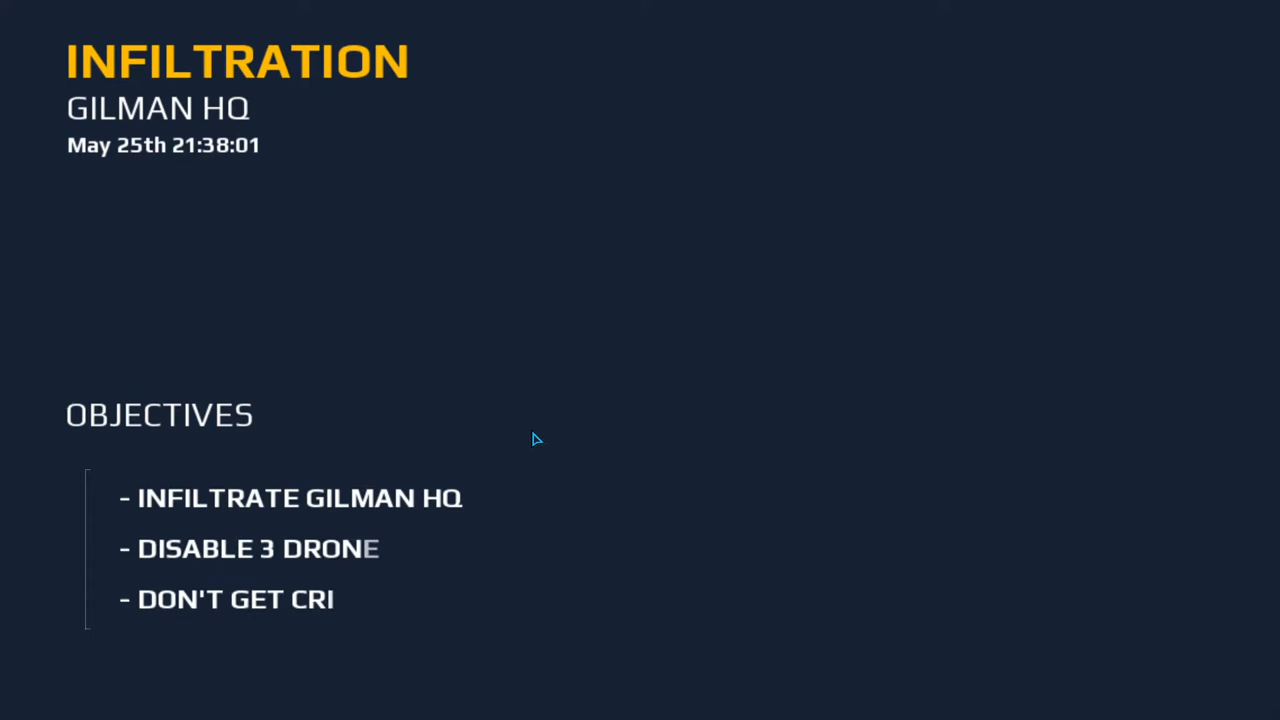 INFILTRATION
GILMAN HQ
May 25th 21:38:01
OBJECTIVES
- INFILTRATE GILMAN HQ
- DISABLE 3 DRONE
- DON'T GET CRI